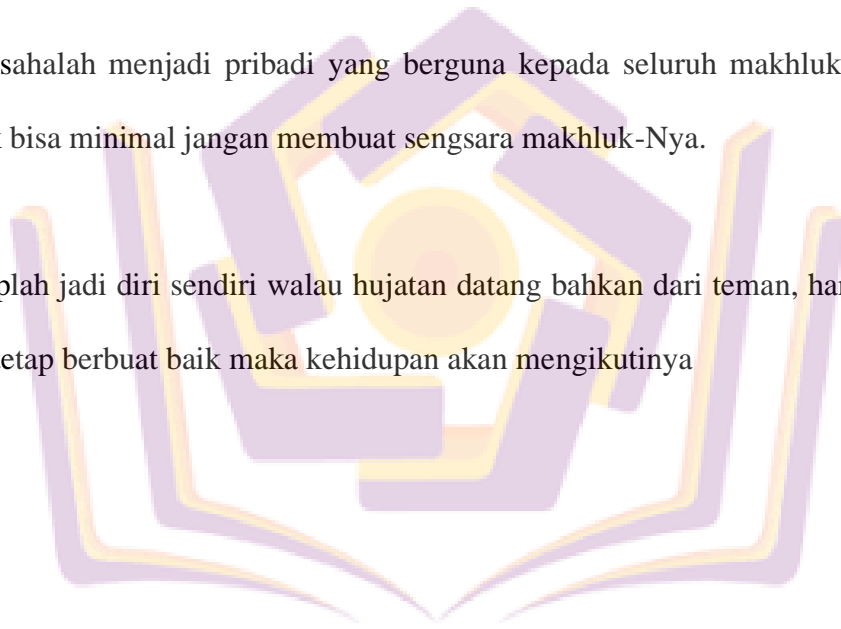 sahalah menjadi pribadi yang berguna kepada seluruh makhluk
bisa minimal jangan membuat sengsara makhluk-Nya.
plah jadi diri sendiri walau hujatan datang bahkan dari teman, har
etap berbuat baik maka kehidupan akan mengikutinya